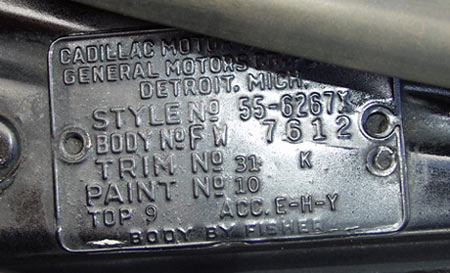 CADILLAC MOTOR
GENERAL MOTORS
DETROIT, MICH.
STYLE No 55-6267X
BODY No FW 7612
TRIM No 31 K
PAINT No 10
TOP 9 ACC. E-H-Y
BODY BY FISHER